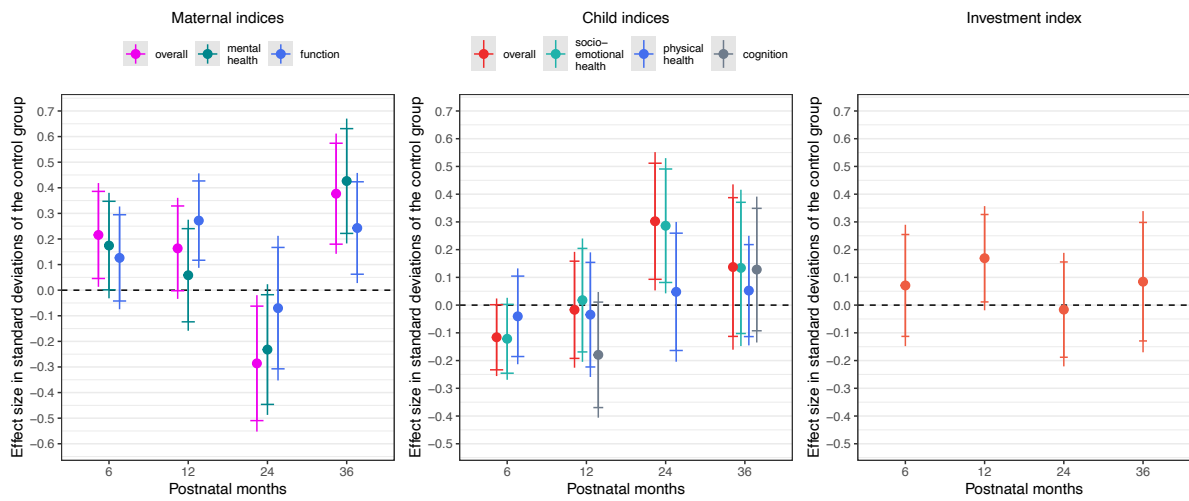 Maternal indices
overall
mental
health
function
Effect size in standard deviations of the control group
0.7
0.6
0.5
0.4
0.3
0.2
0.1
0.0
−0.1
−0.2
−0.3
−0.4
−0.5
−0.6
6
12
24
36
Postnatal months
Child indices
overall
socio−
emotional
health
physical
health
cognition
Effect size in standard deviations of the control group
0.7
0.6
0.5
0.4
0.3
0.2
0.1
0.0
−0.1
−0.2
−0.3
−0.4
−0.5
6
12
24
36
Postnatal months
Investment index
Effect size in standard deviations of the control group
0.7
0.6
0.5
0.4
0.3
0.2
0.1
0.0
−0.1
−0.2
−0.3
−0.4
−0.5
6
12
24
36
Postnatal months